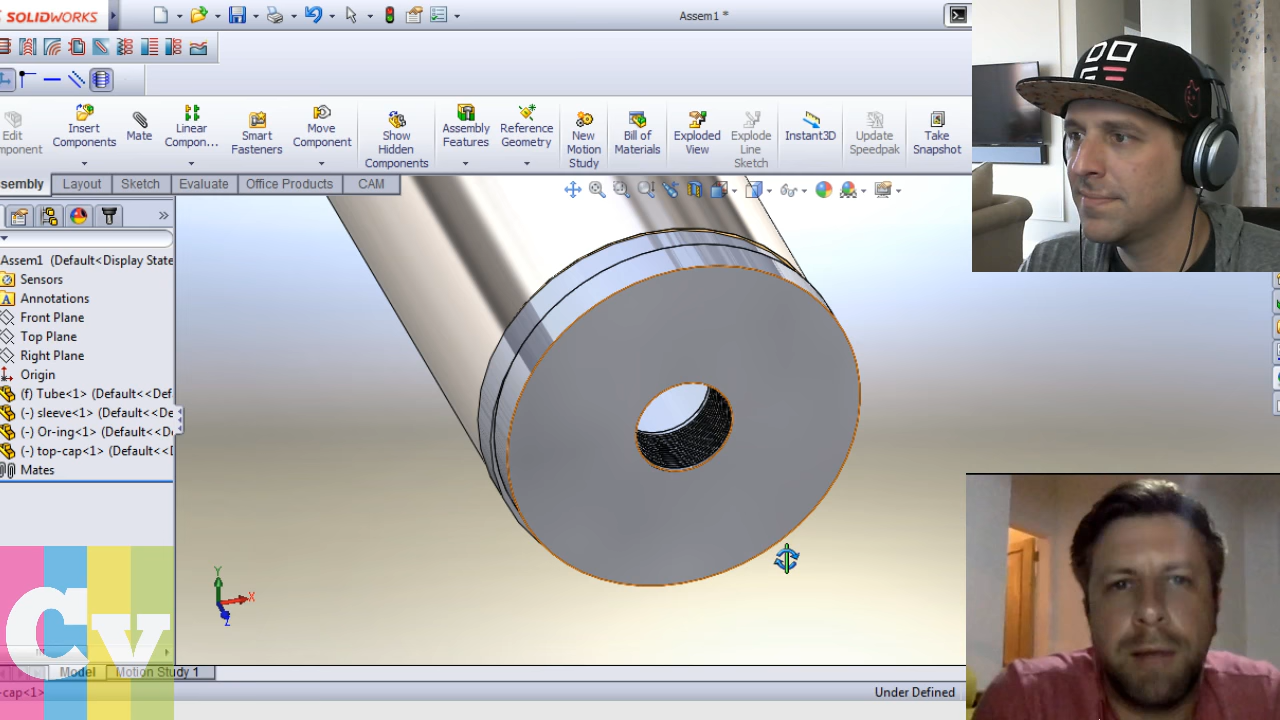 SOLIDWORKS
Assem1 *
Edit
Insert Components
Mate
Linear Compon...
Smart Fasteners
Move Component
Show Hidden Components
Assembly Features
Reference Geometry
New Motion Study
Bill of Materials
Exploded View
Explode Line Sketch
Instant3D
Update Speedpak
Take Snapshot
Layout
Sketch
Evaluate
Office Products
CAM
Assem1 (Default<Display State
Sensors
A Annotations
Front Plane
Top Plane
Right Plane
Origin
(f) Tube<1> (Default<<Def
(-) sleeve<1> (Default<<De
(-) Or-ing<1> (Default<<D
(-) top-cap<1> (Default<<
Mates
Y
X
Z
Cv
Model
Motion Study 1
-cap<1>
Under Defined